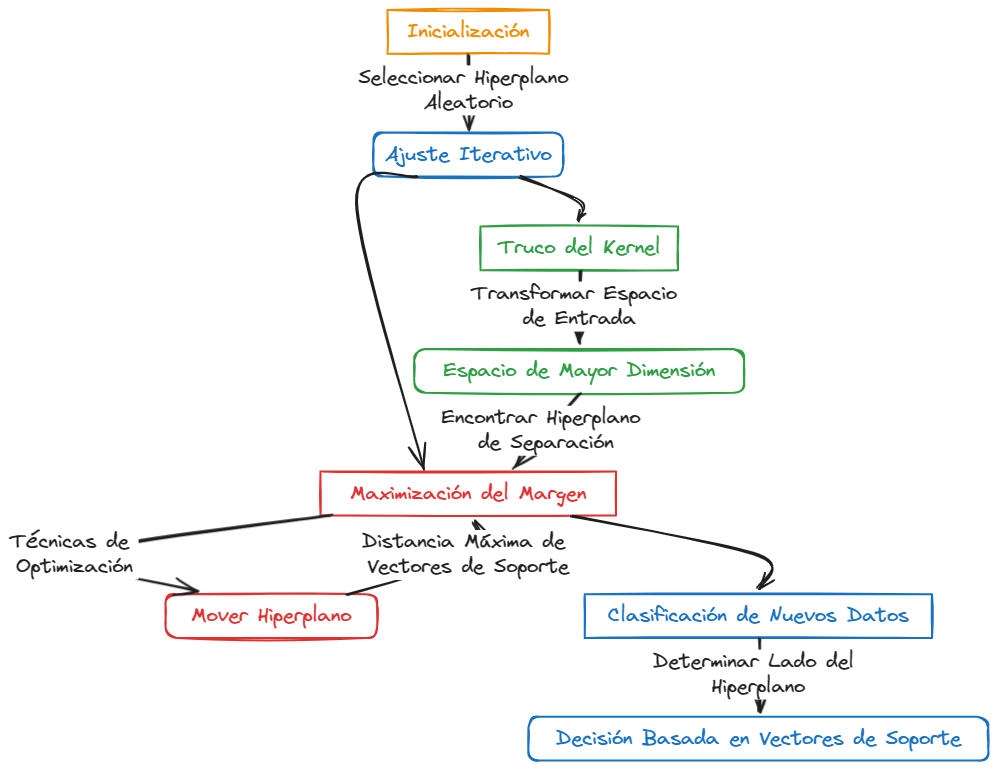 Inicialización
Seleccionar Hiperplano
Aleatorio
Ajuste Iterativo
Truco del Kernel
Transformar Espacio
de Entrada
Espacio de Mayor Dimensión
Encontrar Hiperplano
de Separación
Maximización del Margen
Técnicas de
Optimización
Distancia Máxima de
Vectores de Soporte
Mover Hiperplano
Clasificación de Nuevos Datos
Determinar Lado del
Hiperplano
Decisión Basada en Vectores de Soporte